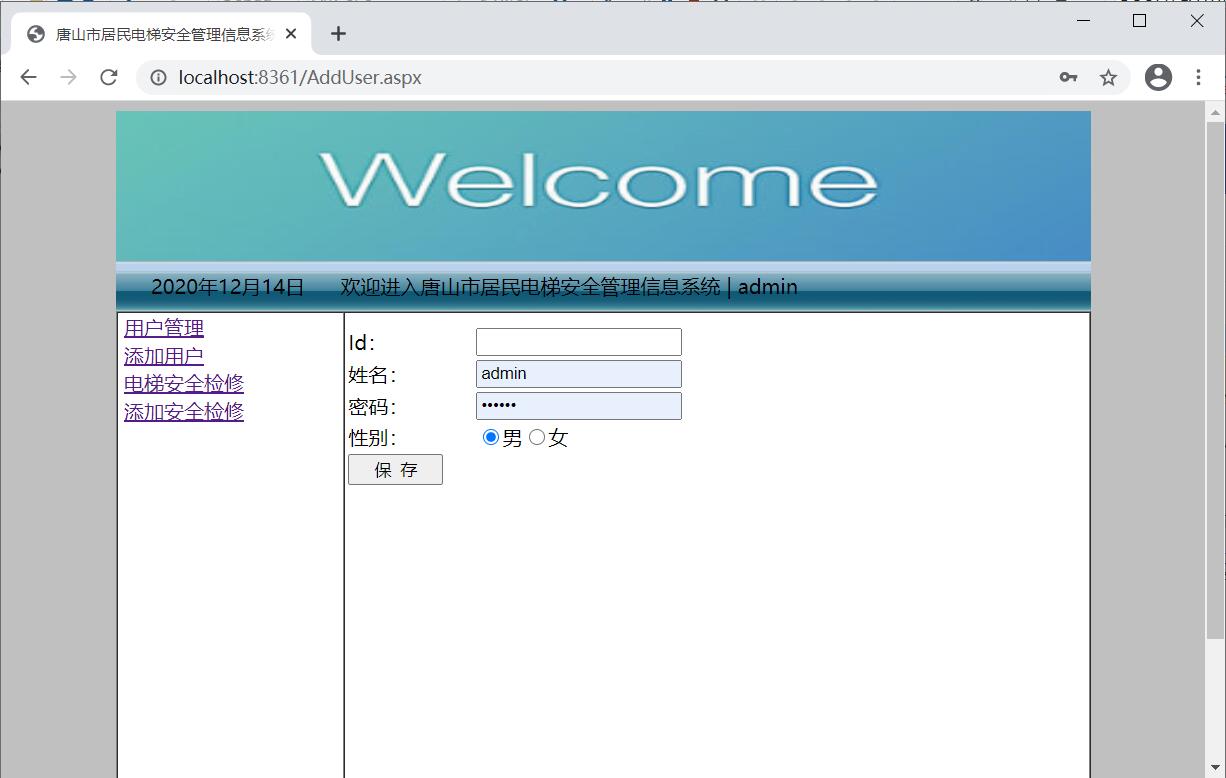 唐山市居民电梯安全管理信息系
localhost:8361/AddUser.aspx
Welcome
2020年12月14日 欢迎进入唐山市居民电梯安全管理信息系统 | admin
用户管理
添加用户
电梯安全检修
添加安全检修
Id：
姓名： admin
密码： ••••••
性别： 男 女
保 存